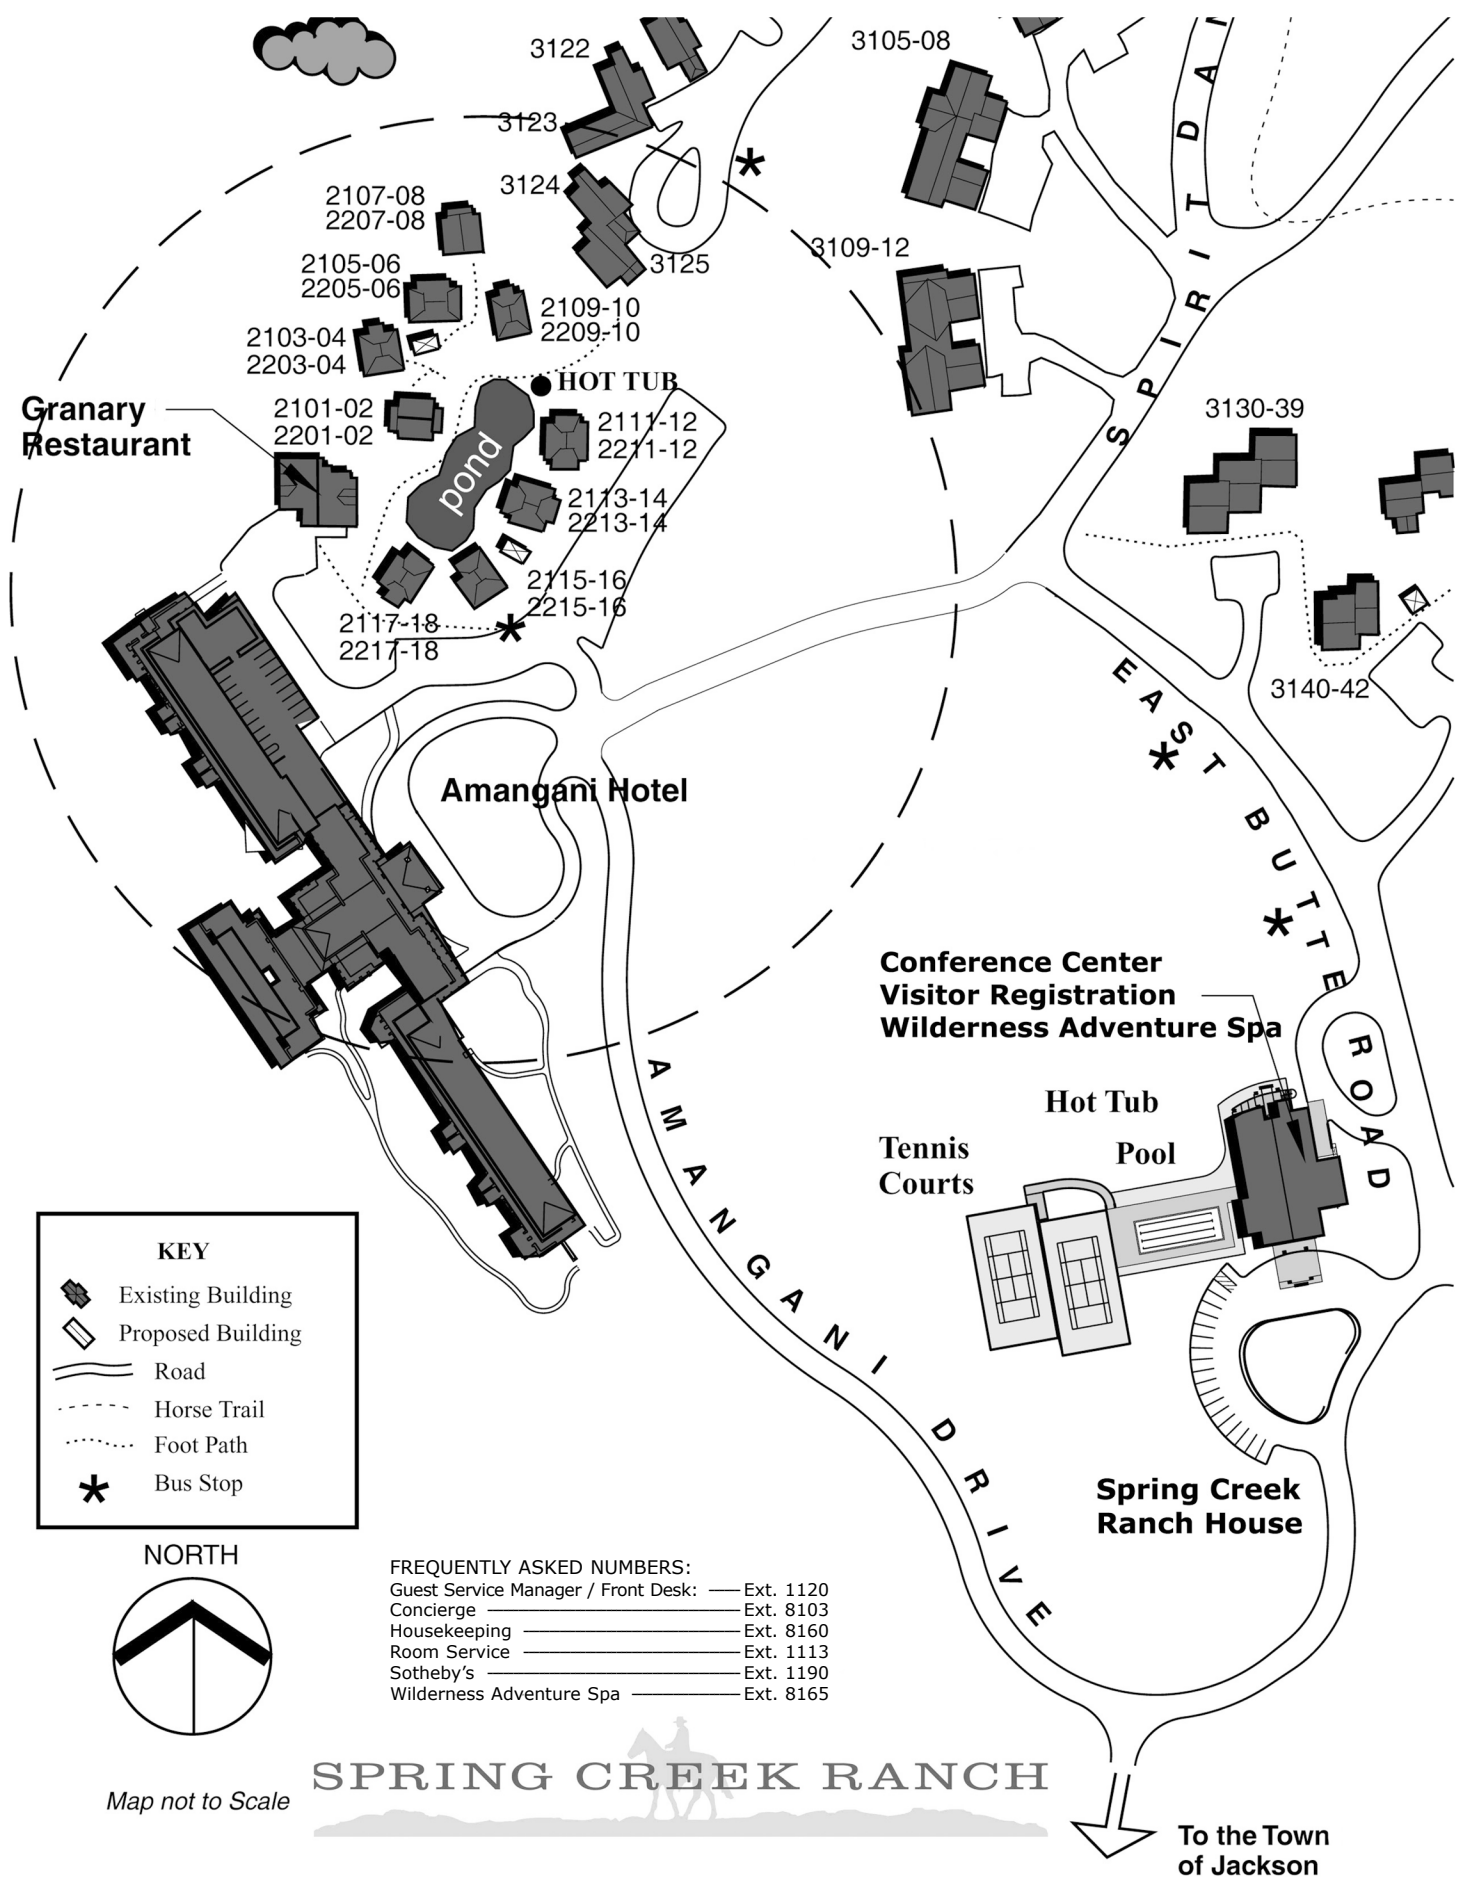 3122
3105-08
3123
3124
2107-08
2207-08
3125
3109-12
2105-06
2205-06
2109-10
2209-10
2103-04
2203-04
HOT TUB
Granary
Restaurant
2101-02
2201-02
2111-12
2211-12
3130-39
pond
2113-14
2213-14
2115-16
2215-16
2117-18
2217-18
3140-42
SPIRIT DAN
EAST BUTTE ROAD
Amangani Hotel
Conference Center
Visitor Registration
Wilderness Adventure Spa
Hot Tub
Pool
Tennis
Courts
AMANGANI DRIVE
KEY
Existing Building
Proposed Building
Road
Horse Trail
Foot Path
Bus Stop
Spring Creek
Ranch House
NORTH
FREQUENTLY ASKED NUMBERS:
Guest Service Manager / Front Desk: Ext. 1120
Concierge Ext. 8103
Housekeeping Ext. 8160
Room Service Ext. 1113
Sotheby's Ext. 1190
Wilderness Adventure Spa Ext. 8165
SPRING CREEK RANCH
Map not to Scale
To the Town
of Jackson